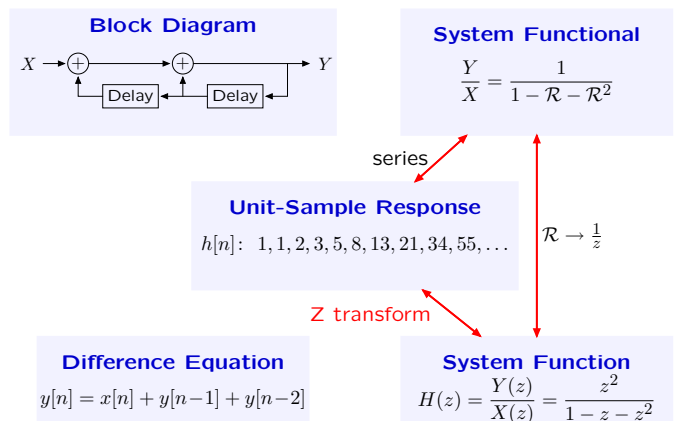 Block Diagram
X + + Y
Delay Delay
System Functional
Y/X = 1/(1 − ℛ − ℛ²)
series
Unit-Sample Response
h[n]: 1, 1, 2, 3, 5, 8, 13, 21, 34, 55, . . .
ℛ → 1/z
Z transform
Difference Equation
y[n] = x[n] + y[n−1] + y[n−2]
System Function
H(z) = Y(z)/X(z) = z²/(1 − z − z²)